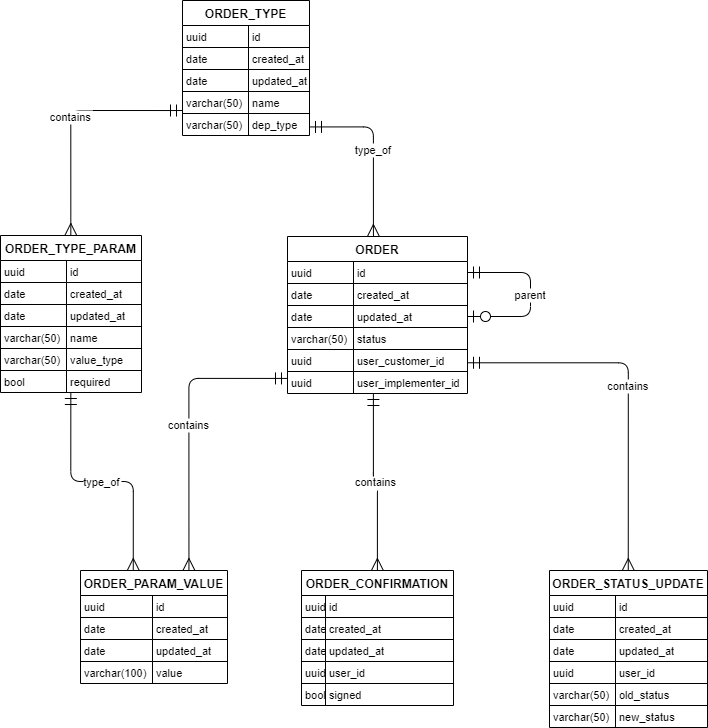 ORDER_TYPE
uuid id
date created_at
date updated_at
varchar(50) name
varchar(50) dep_type
contains
type_of
ORDER_TYPE_PARAM
uuid id
date created_at
date updated_at
varchar(50) name
varchar(50) value_type
bool required
ORDER
uuid id
date created_at
date updated_at
varchar(50) status
uuid user_customer_id
uuid user_implementer_id
parent
contains
contains
type_of
contains
ORDER_PARAM_VALUE
uuid id
date created_at
date updated_at
varchar(100) value
ORDER_CONFIRMATION
uuid id
date created_at
date updated_at
uuid user_id
bool signed
ORDER_STATUS_UPDATE
uuid id
date created_at
date updated_at
uuid user_id
varchar(50) old_status
varchar(50) new_status